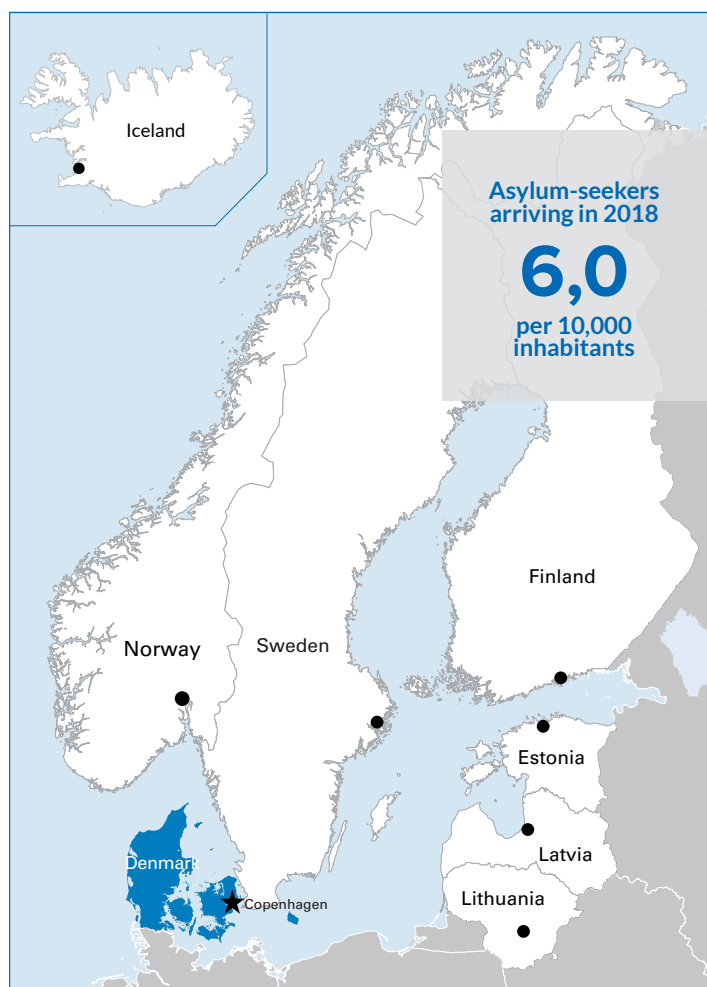 Iceland
Asylum-seekers
arriving in 2018
6,0
per 10,000
inhabitants
Finland
Norway
Sweden
Estonia
Denmark
Latvia
Lithuania
Copenhagen